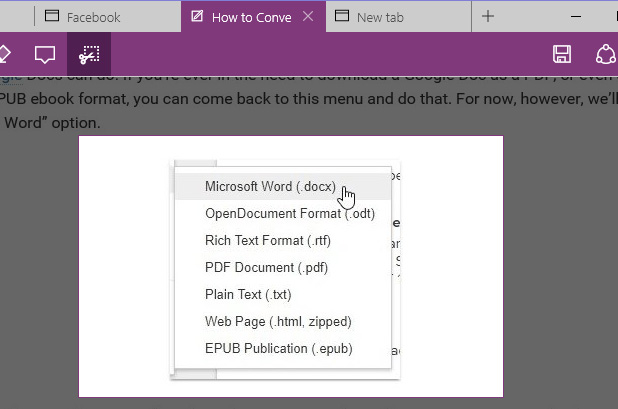 Facebook
How to Conve
New tab
Docs can do. If you're ever in the need to download a Google Doc as a PDF, or even
PUB ebook format, you can come back to this menu and do that. For now, however, we'll
Word" option.
Microsoft Word (.docx)
OpenDocument Format (.odt)
Rich Text Format (.rtf)
PDF Document (.pdf)
Plain Text (.txt)
Web Page (.html, zipped)
EPUB Publication (.epub)